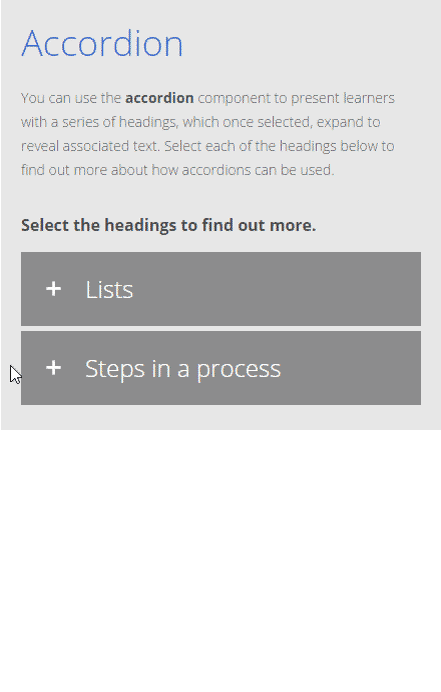 Accordion
You can use the accordion component to present learners
with a series of headings, which once selected, expand to
reveal associated text. Select each of the headings below to
find out more about how accordions can be used.
Select the headings to find out more.
+ Lists
+ Steps in a process